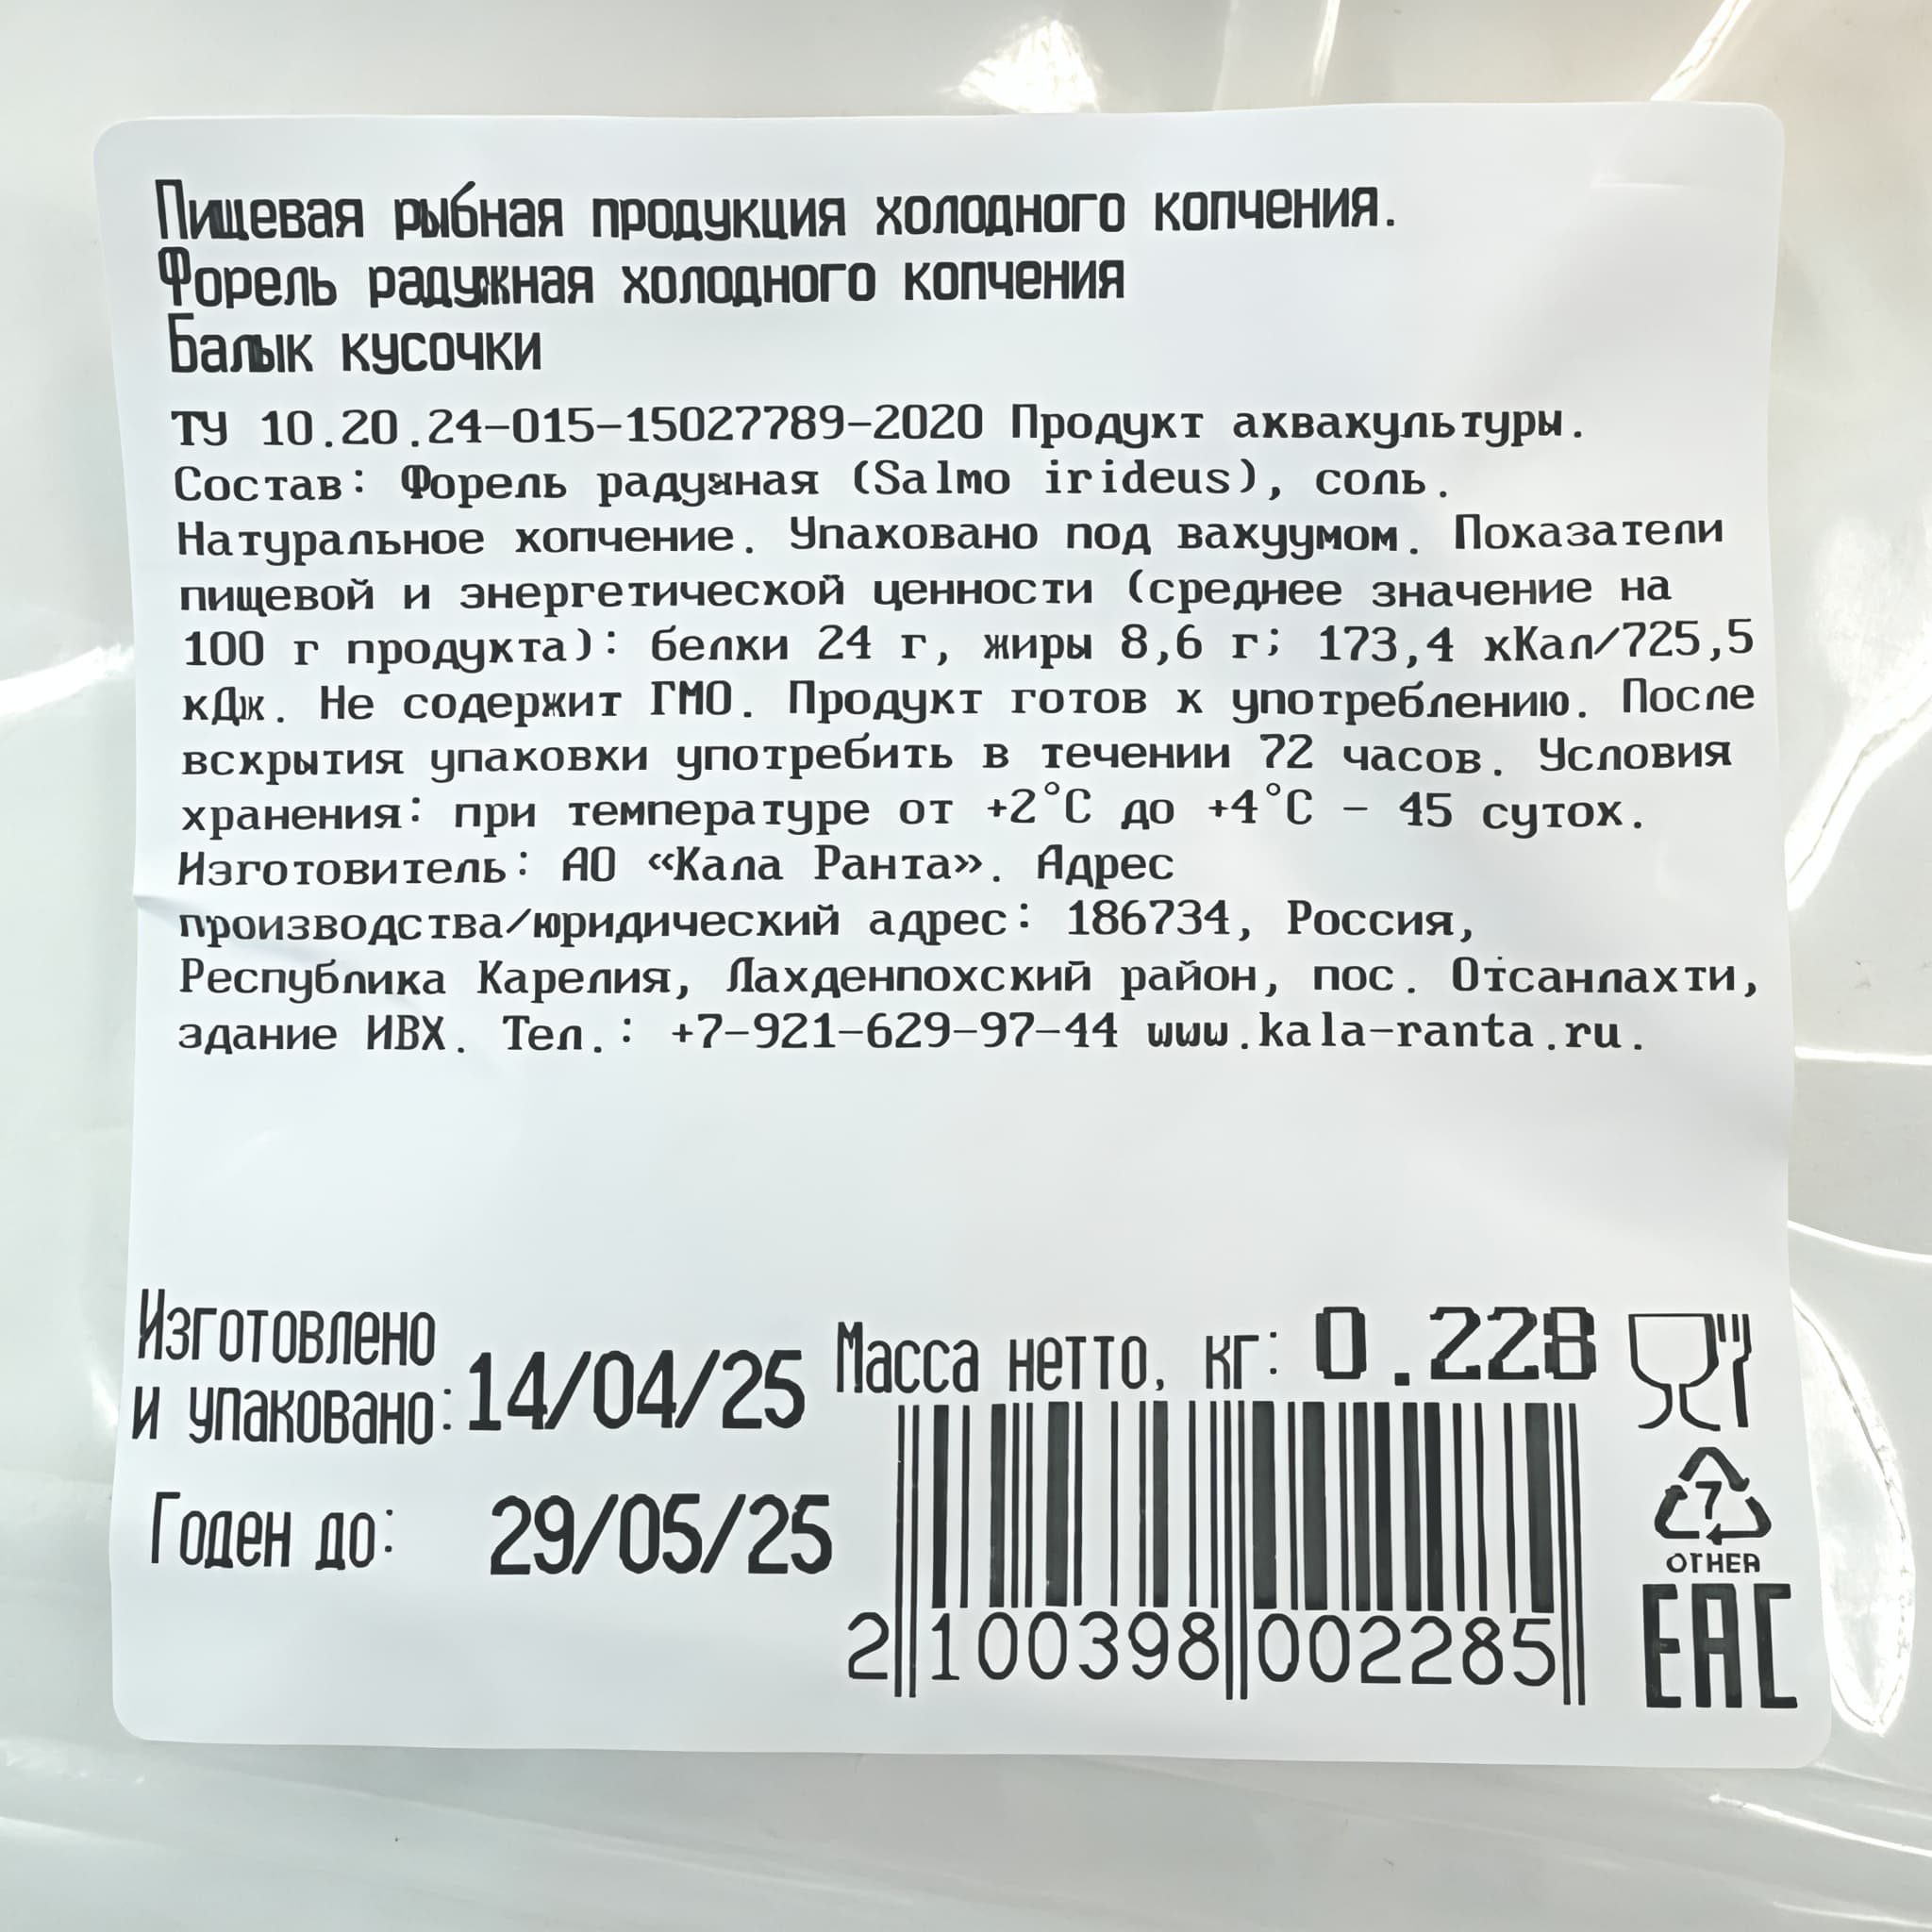 Пищевая рыбная продукция холодного копчения.
Форель радужная холодного копчения
Балык кусочки
ТУ 10.20.24-015-15027789-2020 Продукт аквакультуры.
Состав: Форель радужная (Salmo irideus), соль.
Натуральное копчение. Упаковано под вакуумом. Показатели
пищевой и энергетической ценности (среднее значение на
100 г продукта): белки 24 г, жиры 8,6 г; 173,4 кКал/725,5
кДж. Не содержит ГМО. Продукт готов к употреблению. После
вскрытия упаковки употребить в течении 72 часов. Условия
хранения: при температуре от +2°C до +4°C - 45 суток.
Изготовитель: АО «Кала Ранта». Адрес
производства/юридический адрес: 186734, Россия,
Республика Карелия, Лахденпохский район, пос. Отсанлахти,
здание ИВХ. Тел.: +7-921-629-97-44 www.kala-ranta.ru.
Изготовлено
и упаковано: 14/04/25
Масса нетто, кг: 0.228
Годен до: 29/05/25
2 100398 002285
7
OTHER
EAC